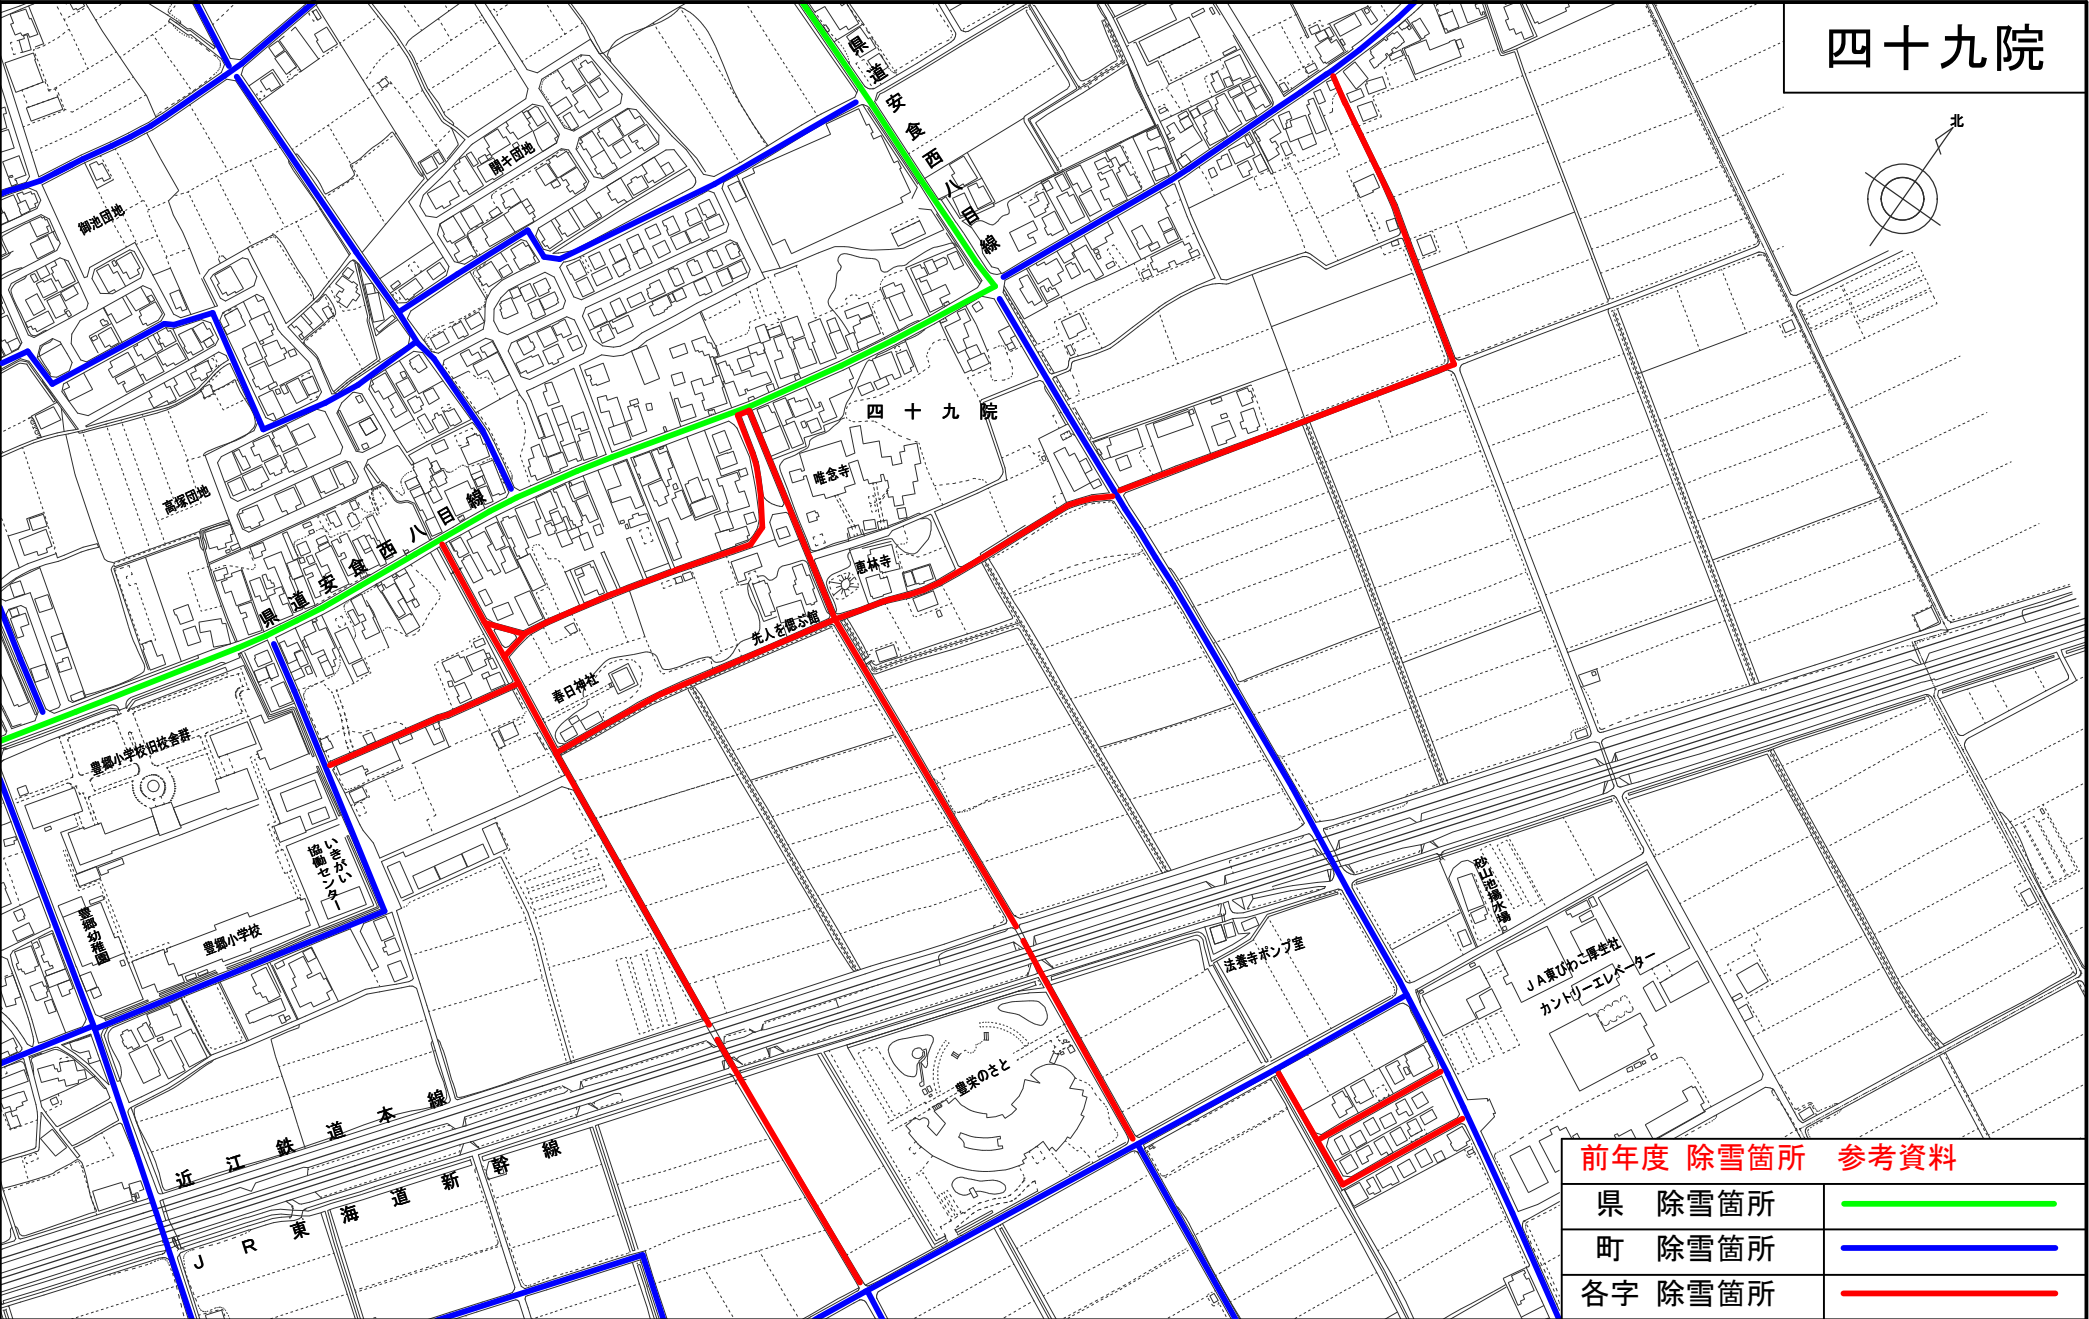 四十九院
北
県道安食西八目線
開キ団地
御池団地
四十九院
唯念寺
高塚団地
恵林寺
県道安食西八目線
先人を偲ぶ館
春日神社
豊郷小学校旧校舎群
いきがい
協働センター
豊郷幼稚園
豊郷小学校
砂山池揚水場
法養寺ポンプ室
JA東びわこ厚生社
カントリーエレベーター
豊栄のさと
近江鉄道本線
JR東海道新幹線
前年度 除雪箇所 参考資料
県 除雪箇所
町 除雪箇所
各字 除雪箇所